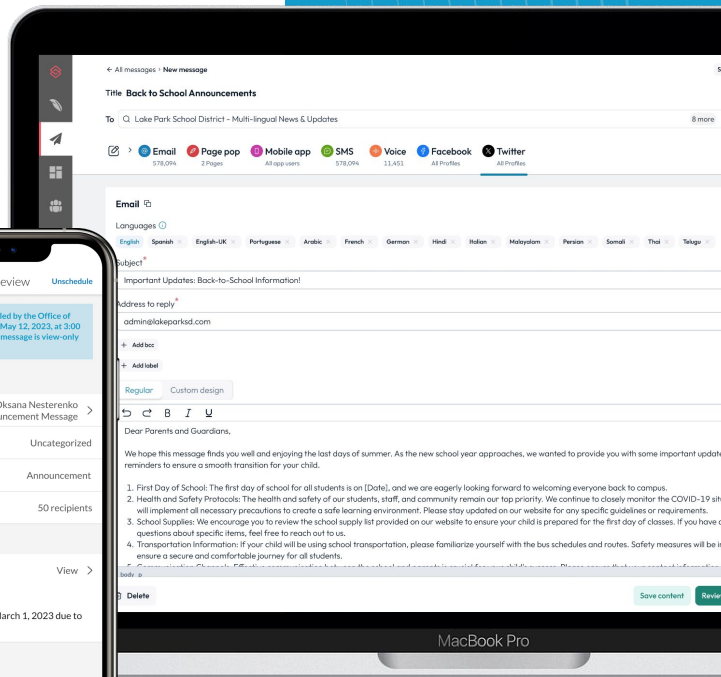 ← All messages > New message
Title Back to School Announcements
To Lake Park School District - Multi-lingual News & Updates 8 more
Email Page pop Mobile app SMS Voice Facebook Twitter
578,094 2 Pages All app users 578,094 11,451 All Profiles All Profiles
Email
Languages
English Spanish × English-UK × Portuguese × Arabic × French × German × Hindi × Italian × Malayalam × Persian × Somali × Thai × Telugu ×
Subject*
Important Updates: Back-to-School Information!
Address to reply*
admin@lakeparksd.com
+ Add bcc
+ Add label
Regular Custom design
B I U
Dear Parents and Guardians,
We hope this message finds you well and enjoying the last days of summer. As the new school year approaches, we wanted to provide you with some important update
reminders to ensure a smooth transition for your child.
1. First Day of School: The first day of school for all students is on [Date], and we are eagerly looking forward to welcoming everyone back to campus.
2. Health and Safety Protocols: The health and safety of our students, staff, and community remain our top priority. We continue to closely monitor the COVID-19 sit
will implement all necessary precautions to create a safe learning environment. Please stay updated on our website for any specific guidelines or requirements.
3. School Supplies: We encourage you to review the school supply list provided on our website to ensure your child is prepared for the first day of classes. If you have
questions about specific items, feel free to reach out to us.
4. Transportation Information: If your child will be using school transportation, please familiarize yourself with the bus schedules and routes. Safety measures will be i
ensure a secure and comfortable journey for all students.
body p
Delete Save content Review
MacBook Pro
eview Unschedule
led by the Office of
May 12, 2023, at 3:00
message is view-only
Oksana Nesterenko
uncement Message
Uncategorized
Announcement
50 recipients
View
March 1, 2023 due to